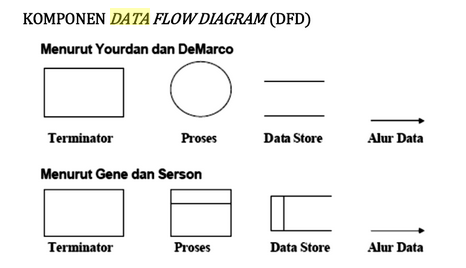 KOMPONEN DATA FLOW DIAGRAM (DFD)
Menurut Yourdan dan DeMarco
Terminator Proses Data Store Alur Data
Menurut Gene dan Serson
Terminator Proses Data Store Alur Data